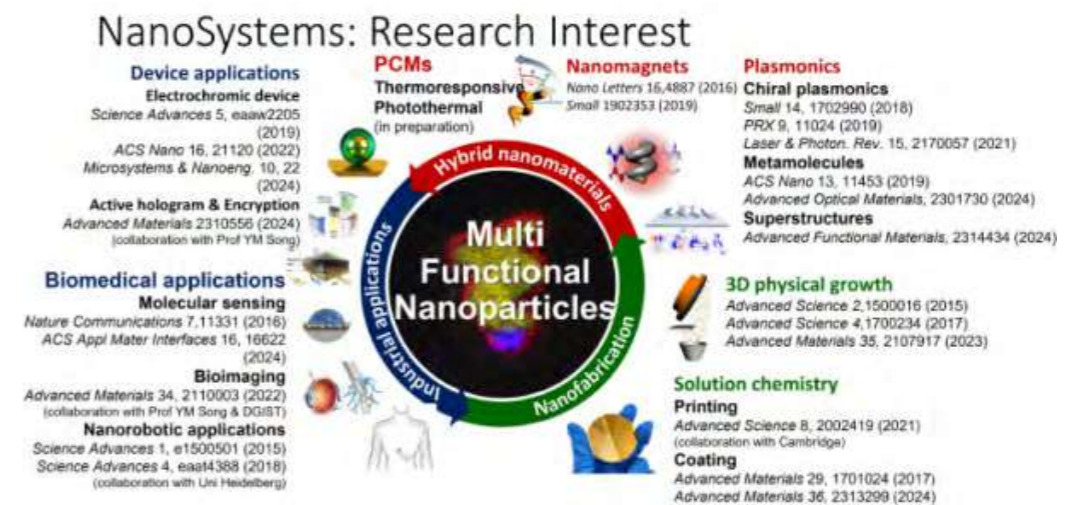 NanoSystems: Research Interest
Device applications
Electrochromic device
Science Advances 5, eaaw2205
(2019)
ACS Nano 16, 21120 (2022)
Microsystems & Nanoeng. 10, 22
(2024)
Active hologram & Encryption
Advanced Materials 2310556 (2024)
(collaboration with Prof YM Song)
Biomedical applications
Molecular sensing
Nature Communications 7,11331 (2016)
ACS Appl Mater Interfaces 16, 16622
(2024)
Bioimaging
Advanced Materials 34, 2110003 (2022)
(collaboration with Prof YM Song & DGIST)
Nanorobotic applications
Science Advances 1, e1500501 (2015)
Science Advances 4, eaat4388 (2018)
(collaboration with Uni Heidelberg)
PCMs
Thermoresponsive
Photothermal
(in preparation)
Nanomagnets
Nano Letters 16,4887 (2016)
Small 1902353 (2019)
Hybrid nanomaterials
Industrial applications
Nanofabrication
Multi
Functional
Nanoparticles
Plasmonics
Chiral plasmonics
Small 14, 1702990 (2018)
PRX 9, 11024 (2019)
Laser & Photon. Rev. 15, 2170057 (2021)
Metamolecules
ACS Nano 13, 11453 (2019)
Advanced Optical Materials, 2301730 (2024)
Superstructures
Advanced Functional Materials, 2314434 (2024)
3D physical growth
Advanced Science 2,1500016 (2015)
Advanced Science 4,1700234 (2017)
Advanced Materials 35, 2107917 (2023)
Solution chemistry
Printing
Advanced Science 8, 2002419 (2021)
(collaboration with Cambridge)
Coating
Advanced Materials 29, 1701024 (2017)
Advanced Materials 36, 2313299 (2024)